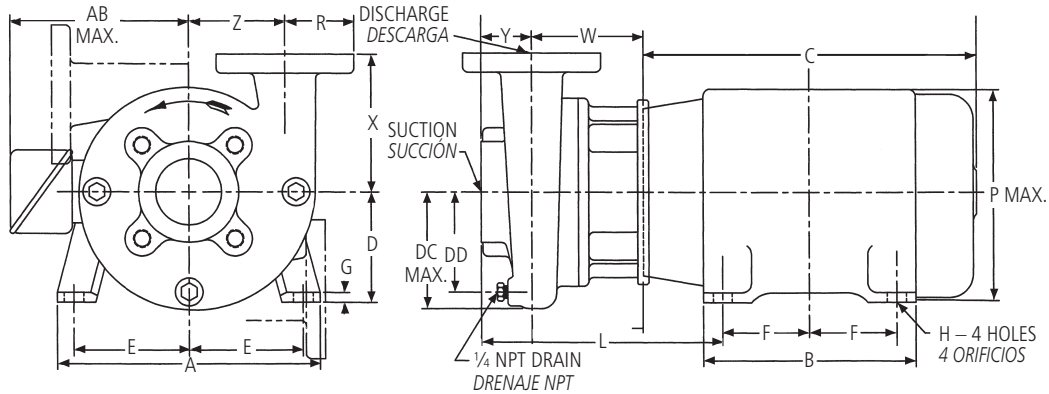 AB
MAX.
Z
R
DISCHARGE
DESCARGA
Y
W
C
X
SUCTION
SUCCIÓN
P MAX.
D
G
DC
MAX.
DD
E
E
A
L
F
F
B
H – 4 HOLES
4 ORIFICIOS
¼ NPT DRAIN
DRENAJE NPT